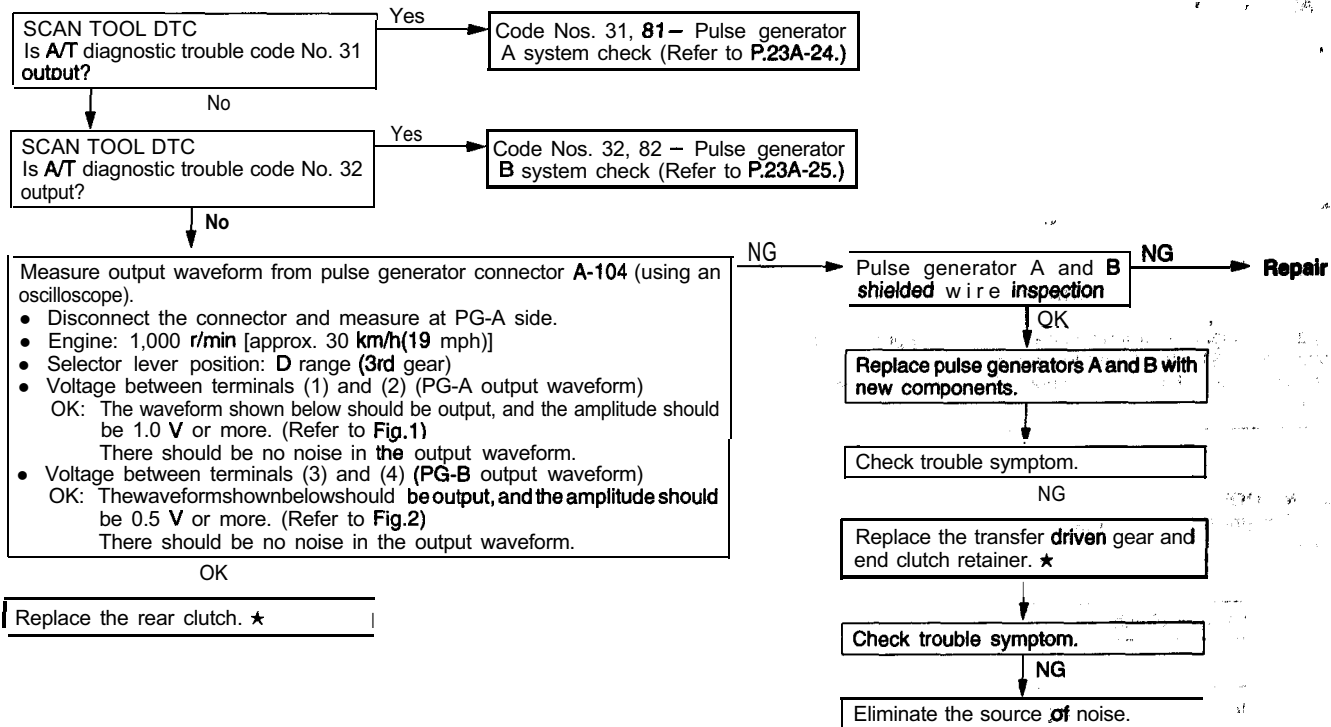 SCAN TOOL DTC
Is A/T diagnostic trouble code No. 31
output?
Yes
Code Nos. 31, 81 – Pulse generator
A system check (Refer to P.23A-24.)
No
SCAN TOOL DTC
Is A/T diagnostic trouble code No. 32
output?
Yes
Code Nos. 32, 82 – Pulse generator
B system check (Refer to P.23A-25.)
No
Measure output waveform from pulse generator connector A-104 (using an
oscilloscope).
● Disconnect the connector and measure at PG-A side.
● Engine: 1,000 r/min [approx. 30 km/h(19 mph)]
● Selector lever position: D range (3rd gear)
● Voltage between terminals (1) and (2) (PG-A output waveform)
OK: The waveform shown below should be output, and the amplitude should
be 1.0 V or more. (Refer to Fig.1)
There should be no noise in the output waveform.
● Voltage between terminals (3) and (4) (PG-B output waveform)
OK: Thewaveformshownbelowshould be output, and the amplitude should
be 0.5 V or more. (Refer to Fig.2)
There should be no noise in the output waveform.
OK
Replace the rear clutch. ★
NG
Pulse generator A and B
shielded wire inspection
NG
Repair
OK
Replace pulse generators A and B with
new components.
Check trouble symptom.
NG
Replace the transfer driven gear and
end clutch retainer. ★
Check trouble symptom.
NG
Eliminate the source of noise.